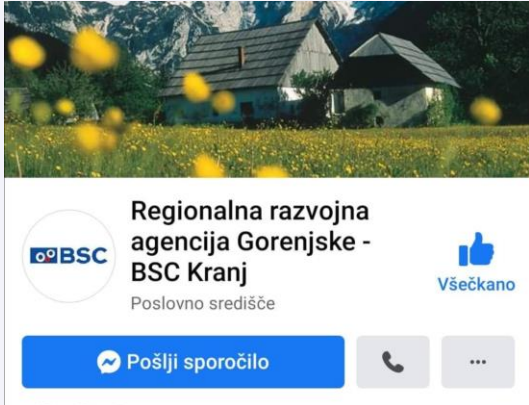 Regionalna razvojna
agencija Gorenjske -
BSC
BSC Kranj
Všečkano
Poslovno središče
Pošlji sporočilo